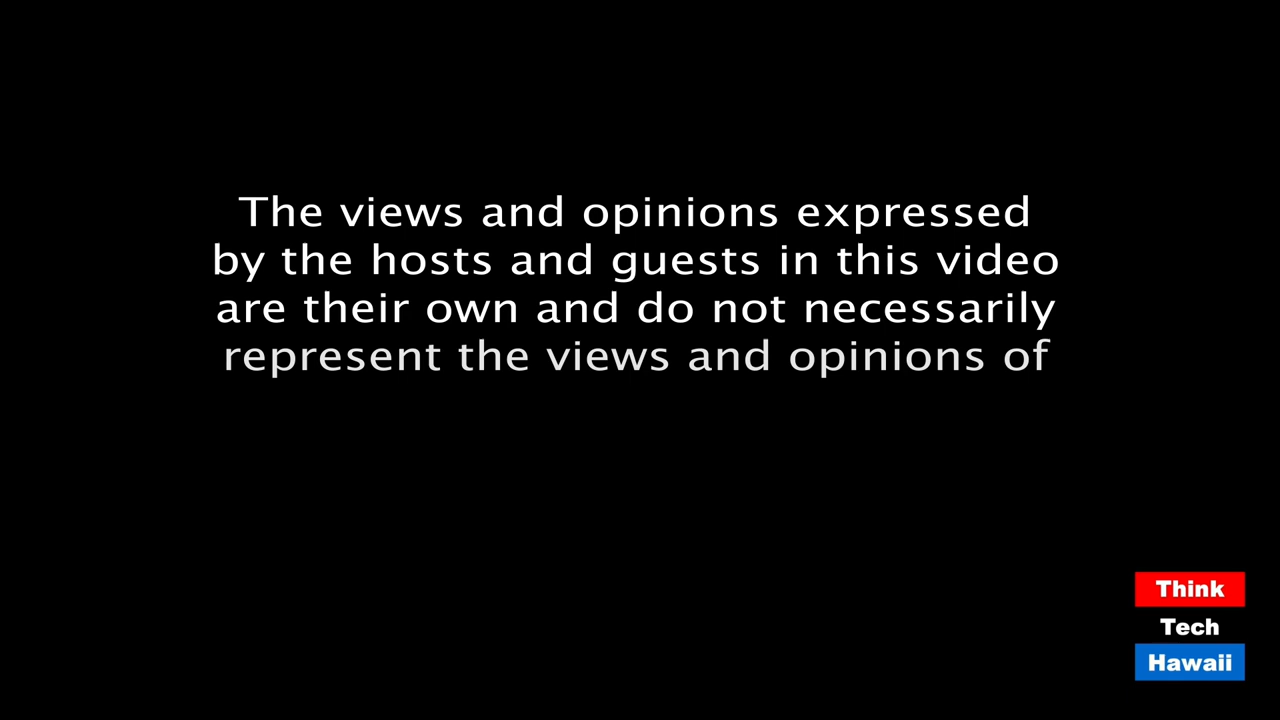 The views and opinions expressed
by the hosts and guests in this video
are their own and do not necessarily
represent the views and opinions of
Think
Tech
Hawaii